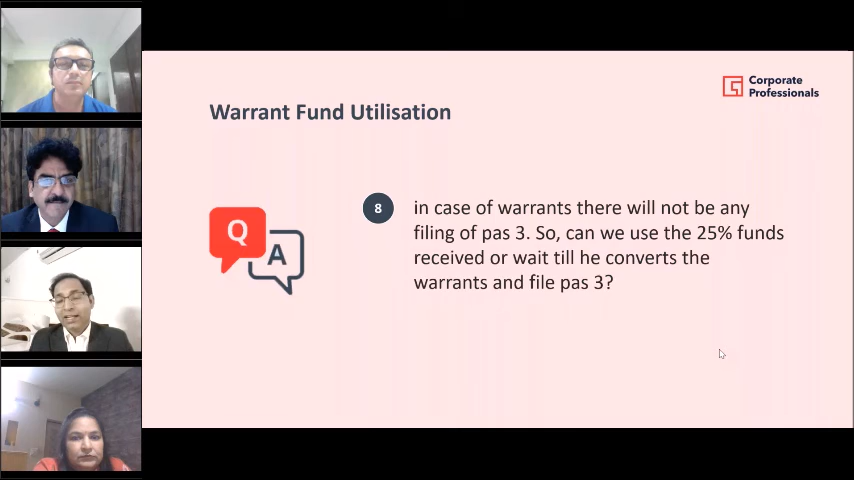 Corporate
Professionals
Warrant Fund Utilisation
Q
A
8
in case of warrants there will not be any
filing of pas 3. So, can we use the 25% funds
received or wait till he converts the
warrants and file pas 3?